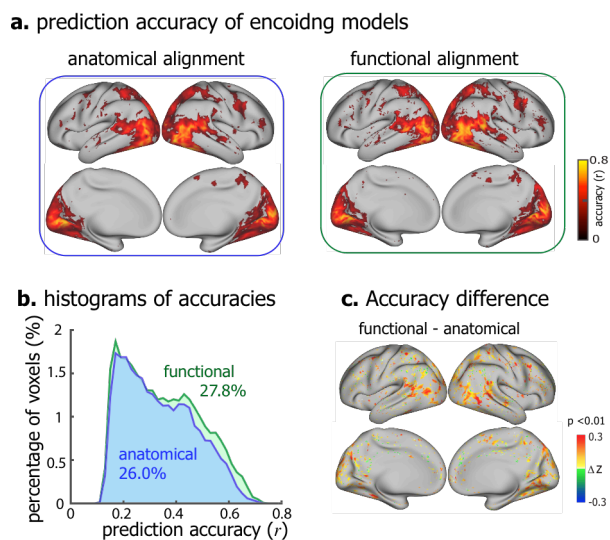 a. prediction accuracy of encoidng models
anatomical alignment
functional alignment
0.8
accuracy (r)
0
b. histograms of accuracies
percentage of voxels (%)
2
1.5
1
0.5
0
functional
27.8%
anatomical
26.0%
0
0.2
0.4
0.6
0.8
prediction accuracy (r)
c. Accuracy difference
functional - anatomical
p <0.01
0.3
ΔZ
-0.3